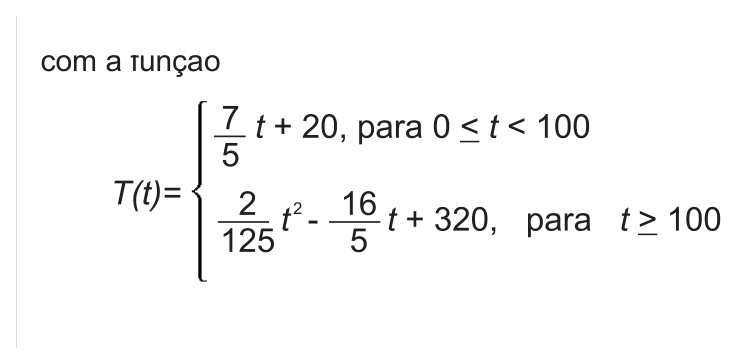 com a função
7/5 t + 20, para 0 ≤ t < 100
T(t)=
2/125 t² - 16/5 t + 320, para t ≥ 100